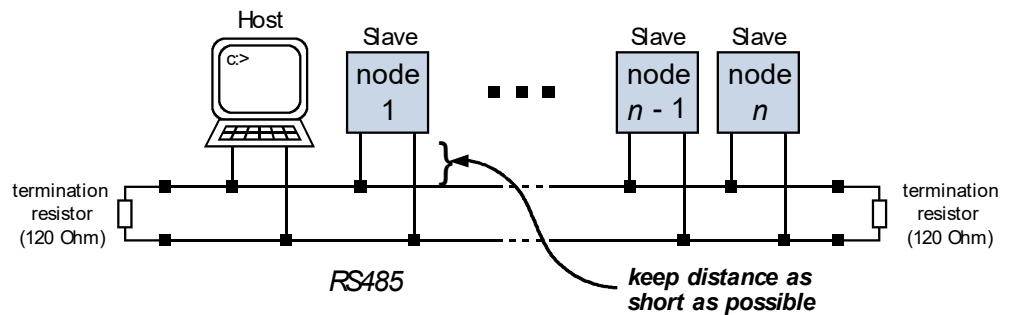 Host
c:>
Slave
node
1
Slave
node
n - 1
Slave
node
n
termination
resistor
(120 Ohm)
termination
resistor
(120 Ohm)
RS485
keep distance as
short as possible